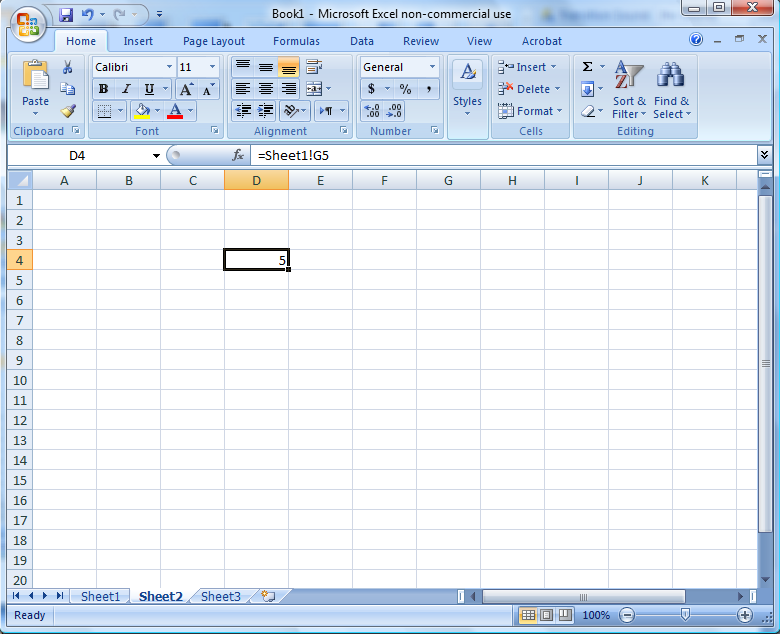 Book1 - Microsoft Excel non-commercial use
Home Insert Page Layout Formulas Data Review View Acrobat
Calibri 11 General Insert Σ
Paste B I U A A $ % , Styles Delete Sort & Find &
A .00 .0 Format Filter Select
Clipboard Font Alignment Number Cells Editing
D4 fx =Sheet1!G5
A B C D E F G H I J K
1
2
3
4 5
5
6
7
8
9
10
11
12
13
14
15
16
17
18
19
20
Sheet1 Sheet2 Sheet3
Ready 100%